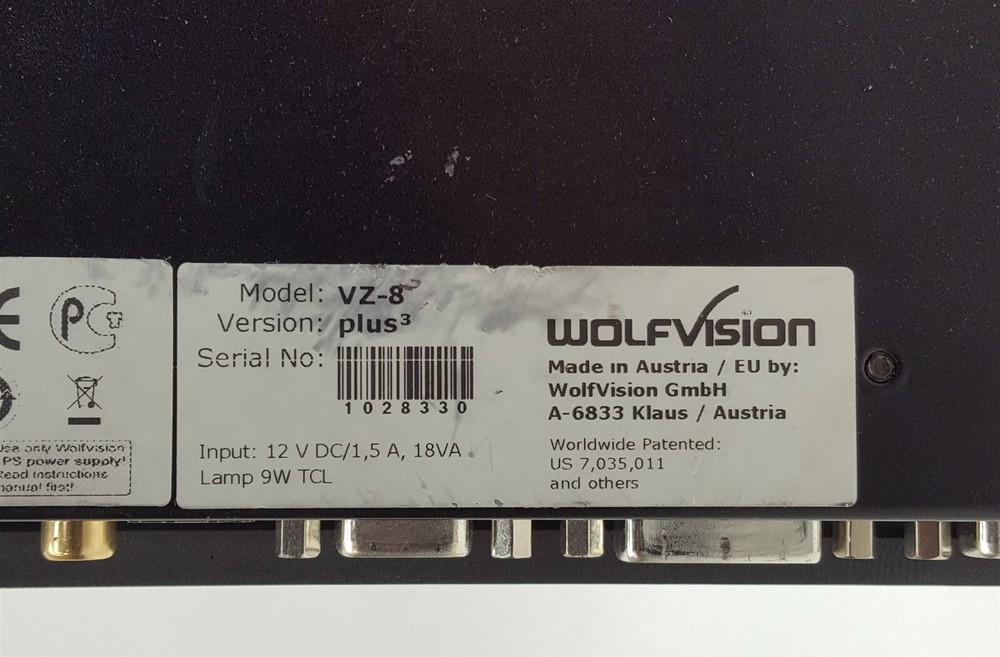 Model: VZ-8
Version: plus³
Serial No:
1028330
Input: 12 V DC/1,5 A, 18VA
Lamp 9W TCL
WOLFVISION
Made in Austria / EU by:
WolfVision GmbH
A-6833 Klaus / Austria
Worldwide Patented:
US 7,035,011
and others
CE
PCT
Use only Wolfvision
PS power supply!
Read instructions
manual first!